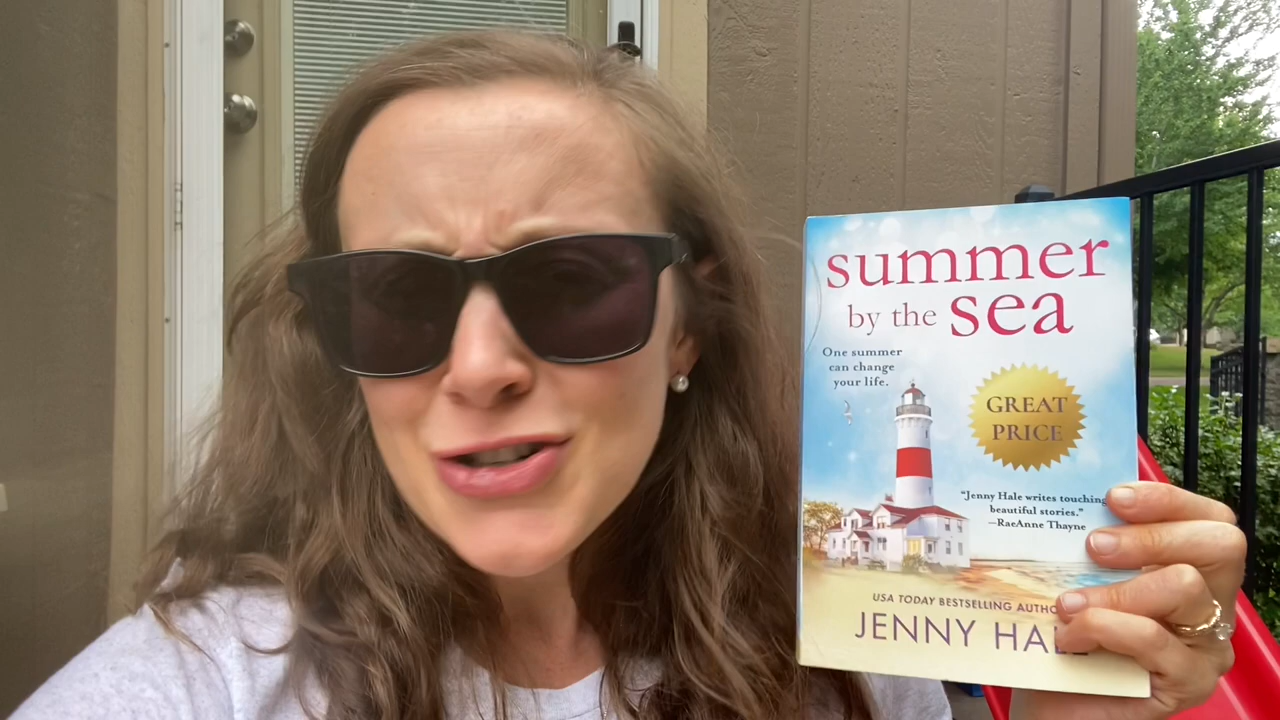 summer
by the sea
One summer
can change
your life.
GREAT
PRICE
"Jenny Hale writes touching
beautiful stories."
—RaeAnne Thayne
USA TODAY BESTSELLING
JENNY